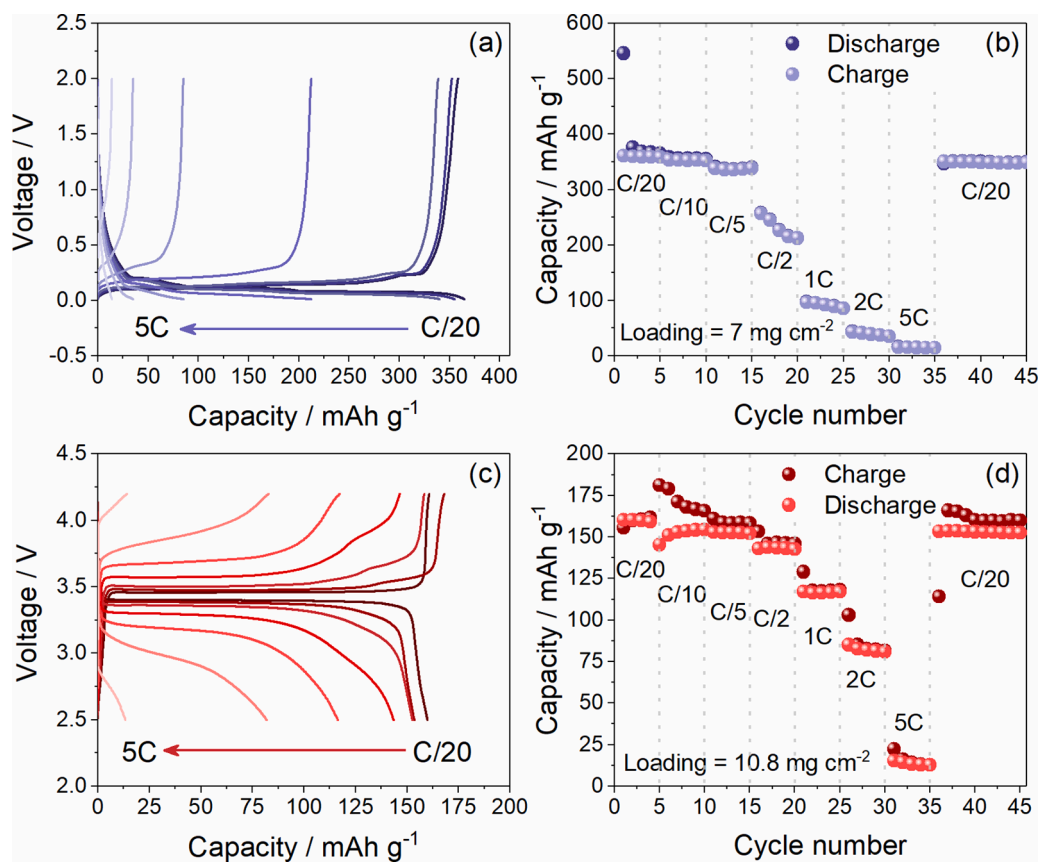 (a)
2.5
2.0
1.5
1.0
0.5
0.0
-0.5
Voltage / V
5C
C/20
0 50 100 150 200 250 300 350 400
Capacity / mAh g⁻¹
(b)
Discharge
Charge
600
500
400
300
200
100
0
Capacity / mAh g⁻¹
C/20
C/10
C/5
C/2
1C
2C
5C
C/20
Loading = 7 mg cm⁻²
0 5 10 15 20 25 30 35 40 45
Cycle number
(c)
4.5
4.0
3.5
3.0
2.5
2.0
Voltage / V
5C
C/20
0 25 50 75 100 125 150 175 200
Capacity / mAh g⁻¹
(d)
Charge
Discharge
200
175
150
125
100
75
50
25
0
Capacity / mAh g⁻¹
C/20
C/10
C/5
C/2
1C
2C
5C
C/20
Loading = 10.8 mg cm⁻²
0 5 10 15 20 25 30 35 40 45
Cycle number